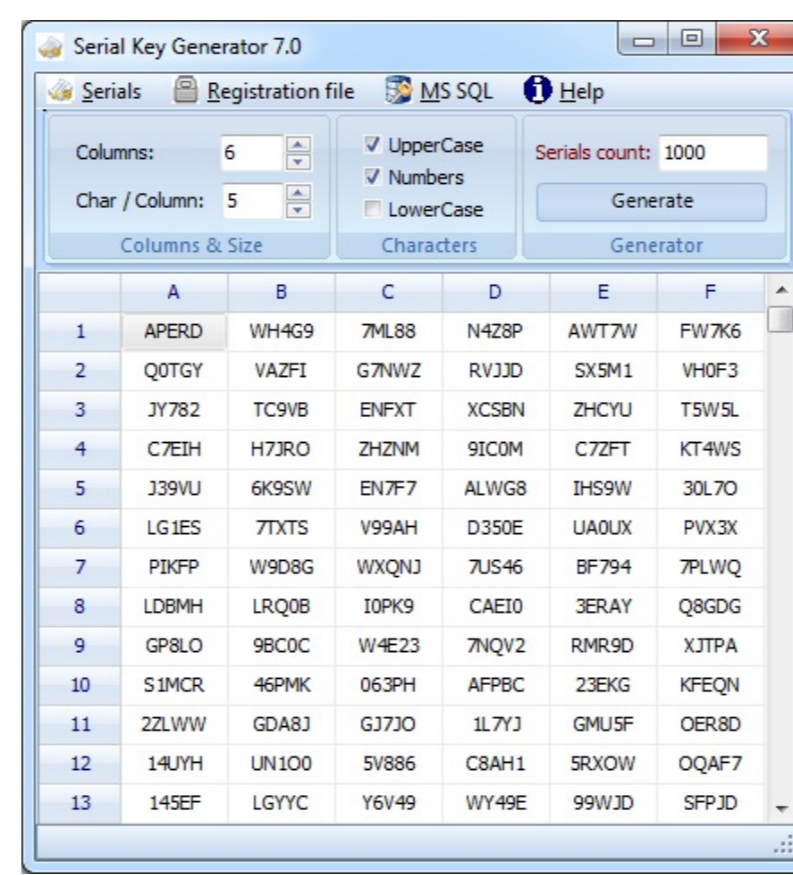 Serial Key Generator 7.0
Serials Registration file MS SQL Help
Columns: 6 UpperCase Serials count: 1000
Numbers
Char / Column: 5 LowerCase Generate
Columns & Size Characters Generator
A B C D E F
1 APERD WH4G9 7ML88 N4Z8P AWT7W FW7K6
2 Q0TGY VAZFI G7NWZ RVJJD SX5M1 VH0F3
3 JY782 TC9VB ENFXT XCSBN ZHCYU T5W5L
4 C7EIH H7JRO ZHZNM 9IC0M C7ZFT KT4WS
5 J39VU 6K9SW EN7F7 ALWG8 IHS9W 30L7O
6 LG1ES 7TXTS V99AH D350E UA0UX PVX3X
7 PIKFP W9D8G WXQNJ 7US46 BF794 7PLWQ
8 LDBMH LRQ0B I0PK9 CAEI0 3ERAY Q8GDG
9 GP8LO 9BC0C W4E23 7NQV2 RMR9D XJTPA
10 S1MCR 46PMK 063PH AFPBC 23EKG KFEQN
11 2ZLWW GDA8J GJ7JO 1L7YJ GMU5F OER8D
12 14UYH UN1O0 5V886 C8AH1 5RXOW OQAF7
13 145EF LGYYC Y6V49 WY49E 99WJD SFPJD